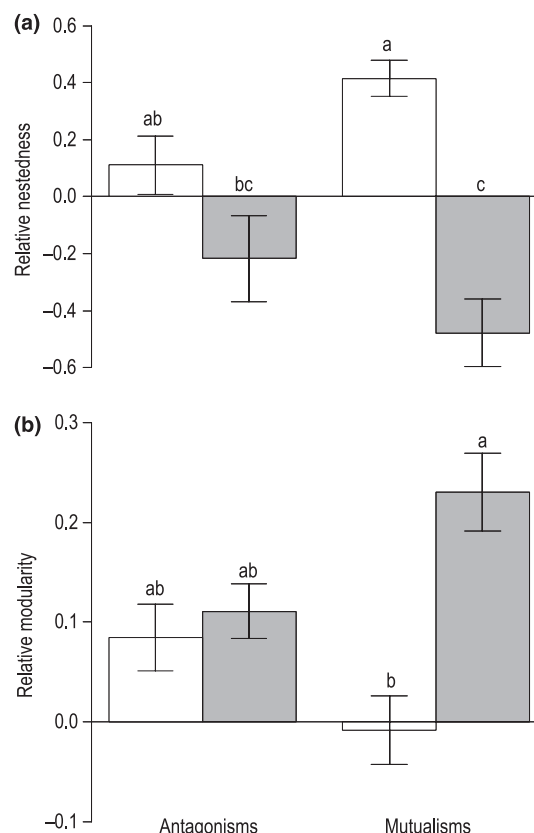 (a)
0.6
0.4
0.2
0.0
–0.2
–0.4
–0.6
Relative nestedness
ab
bc
a
c
(b)
0.3
0.2
0.1
0.0
–0.1
Relative modularity
ab
ab
b
a
Antagonisms
Mutualisms